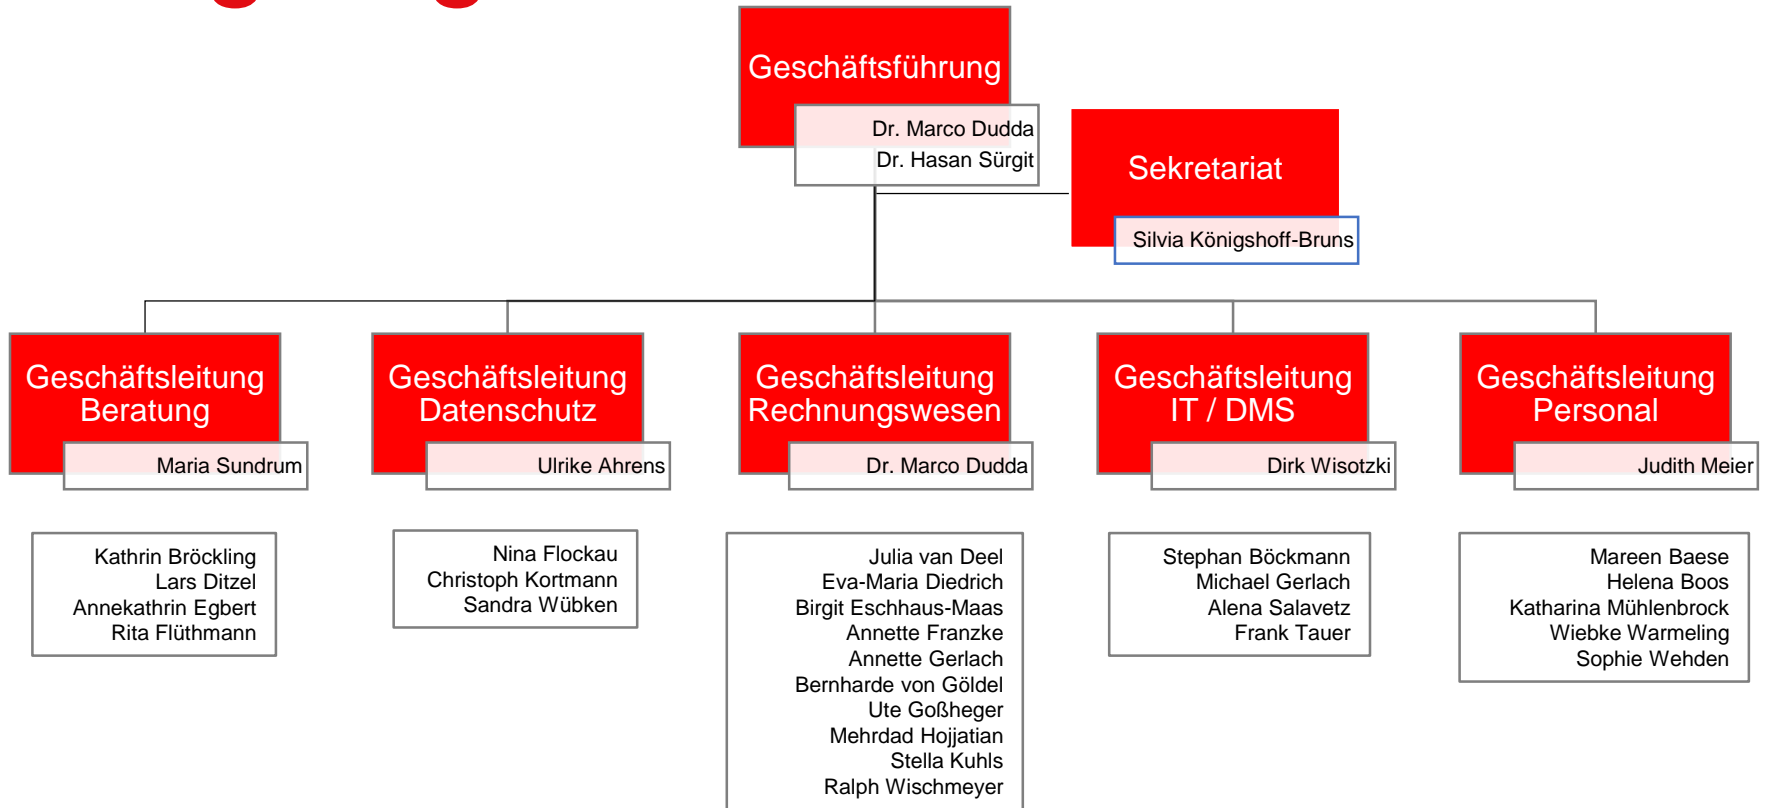 Geschäftsführung
Dr. Marco Dudda
Dr. Hasan Sürgit
Sekretariat
Silvia Königshoff-Bruns
Geschäftsleitung
Beratung
Maria Sundrum
Kathrin Bröckling
Lars Ditzel
Annekathrin Egbert
Rita Flüthmann
Geschäftsleitung
Datenschutz
Ulrike Ahrens
Nina Flockau
Christoph Kortmann
Sandra Wübken
Geschäftsleitung
Rechnungswesen
Dr. Marco Dudda
Julia van Deel
Eva-Maria Diedrich
Birgit Eschhaus-Maas
Annette Franzke
Annette Gerlach
Bernharde von Göldel
Ute Goßheger
Mehrdad Hojjatian
Stella Kuhls
Ralph Wischmeyer
Geschäftsleitung
IT / DMS
Dirk Wisotzki
Stephan Böckmann
Michael Gerlach
Alena Salavetz
Frank Tauer
Geschäftsleitung
Personal
Judith Meier
Mareen Baese
Helena Boos
Katharina Mühlenbrock
Wiebke Warmeling
Sophie Wehden